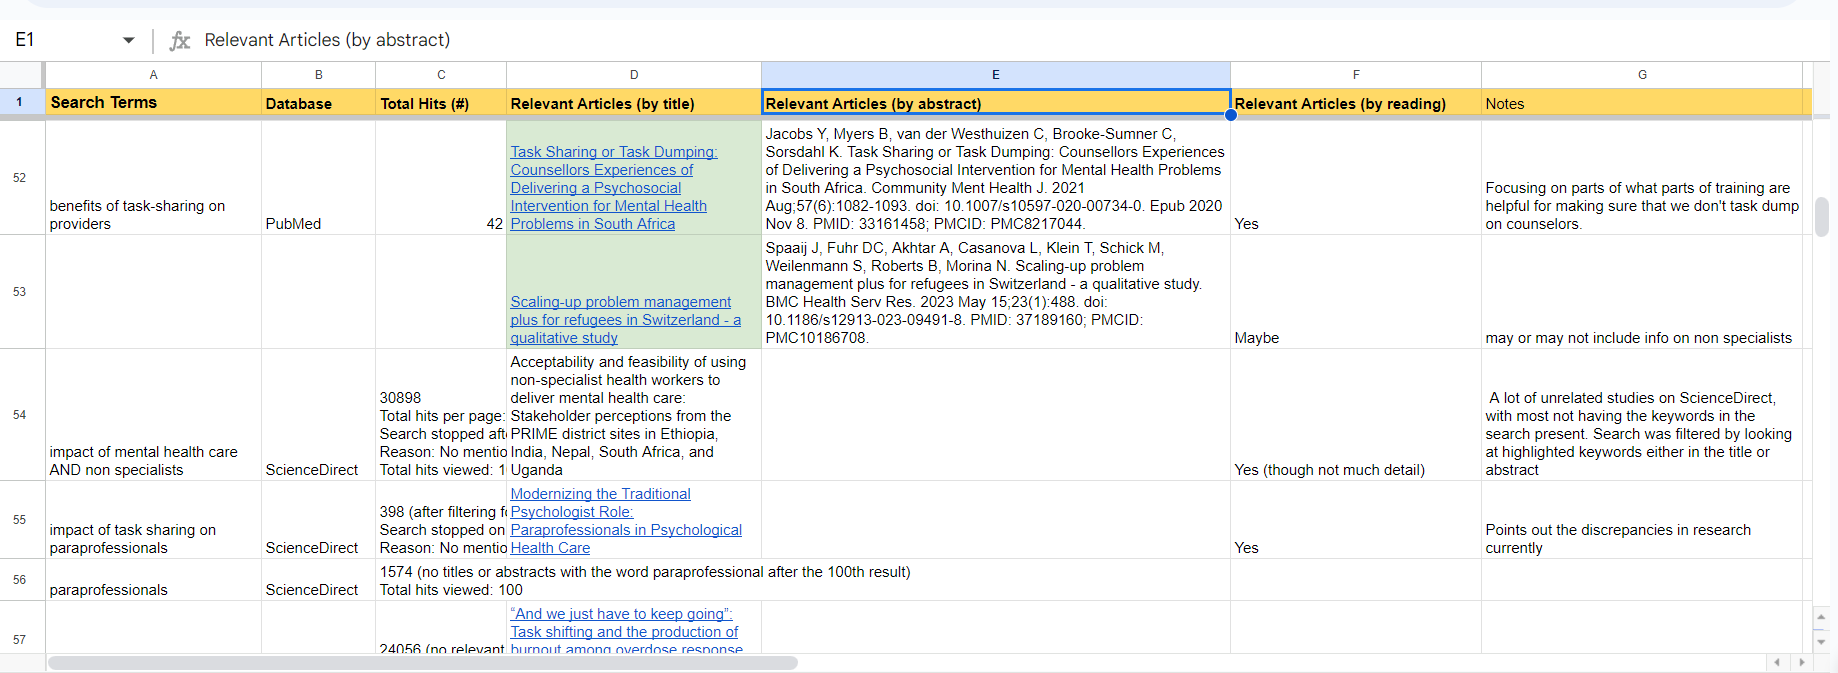 E1
fx Relevant Articles (by abstract)
A B C D E F G
1 Search Terms Database Total Hits (#) Relevant Articles (by title) Relevant Articles (by abstract) Relevant Articles (by reading) Notes
52
benefits of task-sharing on
providers
PubMed
42
Task Sharing or Task Dumping:
Counsellors Experiences of
Delivering a Psychosocial
Intervention for Mental Health
Problems in South Africa
Jacobs Y, Myers B, van der Westhuizen C, Brooke-Sumner C,
Sorsdahl K. Task Sharing or Task Dumping: Counsellors Experiences
of Delivering a Psychosocial Intervention for Mental Health Problems
in South Africa. Community Ment Health J. 2021
Aug;57(6):1082-1093. doi: 10.1007/s10597-020-00734-0. Epub 2020
Nov 8. PMID: 33161458; PMCID: PMC8217044.
Yes
Focusing on parts of what parts of training are
helpful for making sure that we don't task dump
on counselors.
53
Scaling-up problem management
plus for refugees in Switzerland - a
qualitative study
Spaaij J, Fuhr DC, Akhtar A, Casanova L, Klein T, Schick M,
Weilenmann S, Roberts B, Morina N. Scaling-up problem
management plus for refugees in Switzerland - a qualitative study.
BMC Health Serv Res. 2023 May 15;23(1):488. doi:
10.1186/s12913-023-09491-8. PMID: 37189160; PMCID:
PMC10186708.
Maybe
may or may not include info on non specialists
54
impact of mental health care
AND non specialists
ScienceDirect
30898
Total hits per page:
Search stopped aft
Reason: No mentio
Total hits viewed: 1
Acceptability and feasibility of using
non-specialist health workers to
deliver mental health care:
Stakeholder perceptions from the
PRIME district sites in Ethiopia,
India, Nepal, South Africa, and
Uganda
Yes (though not much detail)
A lot of unrelated studies on ScienceDirect,
with most not having the keywords in the
search present. Search was filtered by looking
at highlighted keywords either in the title or
abstract
55
impact of task sharing on
paraprofessionals
ScienceDirect
398 (after filtering f
Search stopped on
Reason: No mentio
Modernizing the Traditional
Psychologist Role:
Paraprofessionals in Psychological
Health Care
Yes
Points out the discrepancies in research
currently
56
paraprofessionals
ScienceDirect
1574 (no titles or abstracts with the word paraprofessional after the 100th result)
Total hits viewed: 100
57
24056 (no relevant
“And we just have to keep going”:
Task shifting and the production of
burnout among overdose response